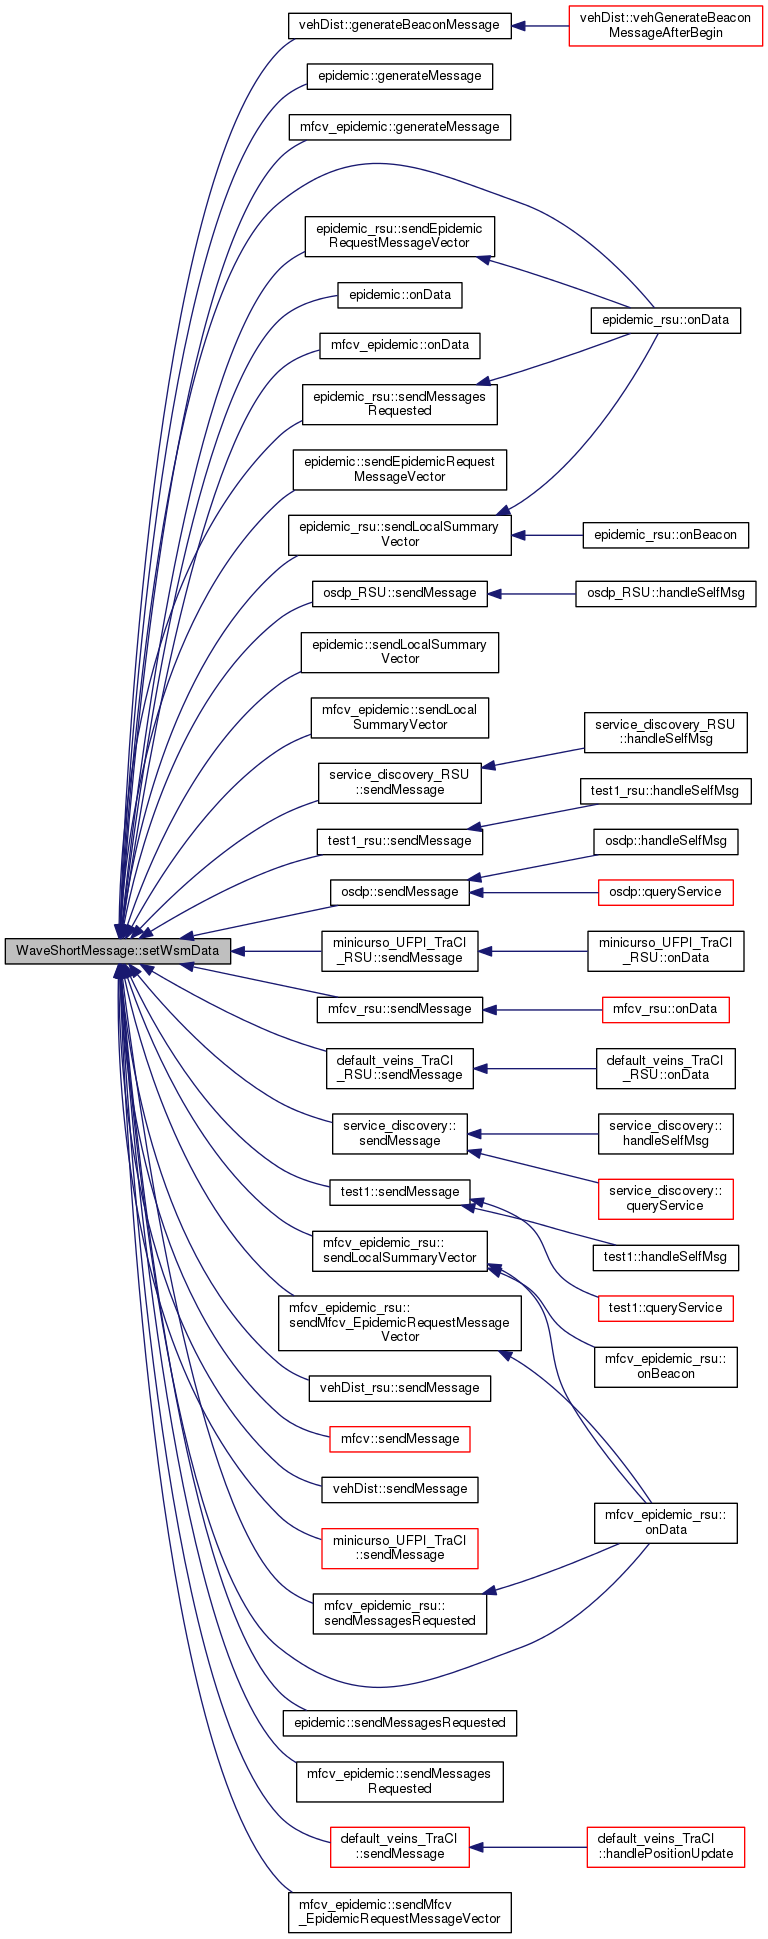 vehDist::generateBeaconMessage
vehDist::vehGenerateBeacon
MessageAfterBegin
epidemic::generateMessage
mfcv_epidemic::generateMessage
epidemic_rsu::sendEpidemic
RequestMessageVector
epidemic::onData
epidemic_rsu::onData
mfcv_epidemic::onData
epidemic_rsu::sendMessages
Requested
epidemic::sendEpidemicRequest
MessageVector
epidemic_rsu::sendLocalSummary
Vector
epidemic_rsu::onBeacon
osdp_RSU::sendMessage
osdp_RSU::handleSelfMsg
epidemic::sendLocalSummary
Vector
mfcv_epidemic::sendLocal
SummaryVector
service_discovery_RSU
::handleSelfMsg
service_discovery_RSU
::sendMessage
test1_rsu::handleSelfMsg
test1_rsu::sendMessage
osdp::handleSelfMsg
osdp::sendMessage
osdp::queryService
WaveShortMessage::setWsmData
minicurso_UFPI_TraCI
_RSU::sendMessage
minicurso_UFPI_TraCI
_RSU::onData
mfcv_rsu::sendMessage
mfcv_rsu::onData
default_veins_TraCI
_RSU::sendMessage
default_veins_TraCI
_RSU::onData
service_discovery::
sendMessage
service_discovery::
handleSelfMsg
test1::sendMessage
service_discovery::
queryService
mfcv_epidemic_rsu::
sendLocalSummaryVector
test1::handleSelfMsg
test1::queryService
mfcv_epidemic_rsu::
sendMfcv_EpidemicRequestMessage
Vector
mfcv_epidemic_rsu::
onBeacon
vehDist_rsu::sendMessage
mfcv::sendMessage
vehDist::sendMessage
mfcv_epidemic_rsu::
onData
minicurso_UFPI_TraCI
::sendMessage
mfcv_epidemic_rsu::
sendMessagesRequested
epidemic::sendMessagesRequested
mfcv_epidemic::sendMessages
Requested
default_veins_TraCI
::sendMessage
default_veins_TraCI
::handlePositionUpdate
mfcv_epidemic::sendMfcv
_EpidemicRequestMessageVector